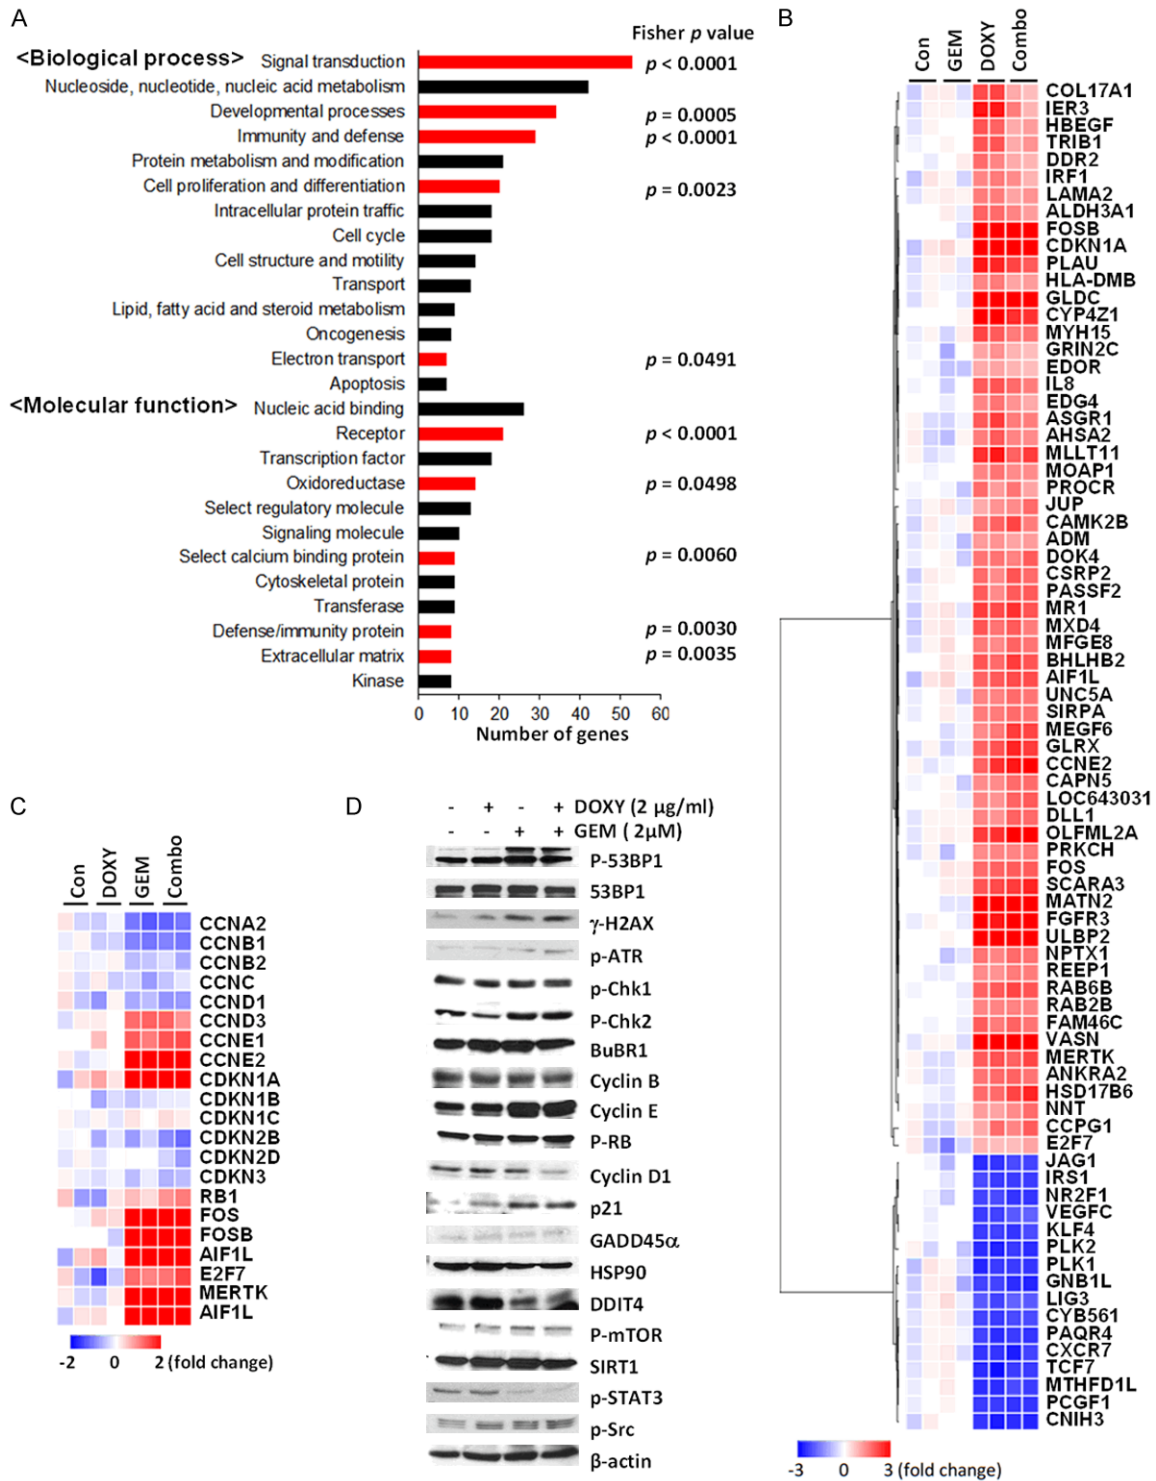 A
Fisher p value
<Biological process>
Signal transduction p < 0.0001
Nucleoside, nucleotide, nucleic acid metabolism
Developmental processes p = 0.0005
Immunity and defense p < 0.0001
Protein metabolism and modification
Cell proliferation and differentiation p = 0.0023
Intracellular protein traffic
Cell cycle
Cell structure and motility
Transport
Lipid, fatty acid and steroid metabolism
Oncogenesis
Electron transport p = 0.0491
Apoptosis
<Molecular function>
Nucleic acid binding
Receptor p < 0.0001
Transcription factor
Oxidoreductase p = 0.0498
Select regulatory molecule
Signaling molecule
Select calcium binding protein p = 0.0060
Cytoskeletal protein
Transferase
Defense/immunity protein p = 0.0030
Extracellular matrix p = 0.0035
Kinase
0 10 20 30 40 50 60
Number of genes
B
Con GEM DOXY Combo
COL17A1
IER3
HBEGF
TRIB1
DDR2
IRF1
LAMA2
ALDH3A1
FOSB
CDKN1A
PLAU
HLA-DMB
GLDC
CYP4Z1
MYH15
GRIN2C
EDOR
IL8
EDG4
ASGR1
AHSA2
MLLT11
MOAP1
PROCR
JUP
CAMK2B
ADM
DOK4
CSRP2
PASSF2
MR1
MXD4
MFGE8
BHLHB2
AIF1L
UNC5A
SIRPA
MEGF6
GLRX
CCNE2
CAPN5
LOC643031
DLL1
OLFML2A
PRKCH
FOS
SCARA3
MATN2
FGFR3
ULBP2
NPTX1
REEP1
RAB6B
RAB2B
FAM46C
VASN
MERTK
ANKRA2
HSD17B6
NNT
CCPG1
E2F7
JAG1
IRS1
NR2F1
VEGFC
KLF4
PLK2
PLK1
GNB1L
LIG3
CYB561
PAQR4
CXCR7
TCF7
MTHFD1L
PCGF1
CNIH3
-3 0 3 (fold change)
C
Con DOXY GEM Combo
CCNA2
CCNB1
CCNB2
CCNC
CCND1
CCND3
CCNE1
CCNE2
CDKN1A
CDKN1B
CDKN1C
CDKN2B
CDKN2D
CDKN3
RB1
FOS
FOSB
AIF1L
E2F7
MERTK
AIF1L
-2 0 2 (fold change)
D
- + - + DOXY (2 µg/ml)
- - + + GEM ( 2µM)
P-53BP1
53BP1
γ-H2AX
p-ATR
p-Chk1
P-Chk2
BuBR1
Cyclin B
Cyclin E
P-RB
Cyclin D1
p21
GADD45α
HSP90
DDIT4
P-mTOR
SIRT1
p-STAT3
p-Src
β-actin